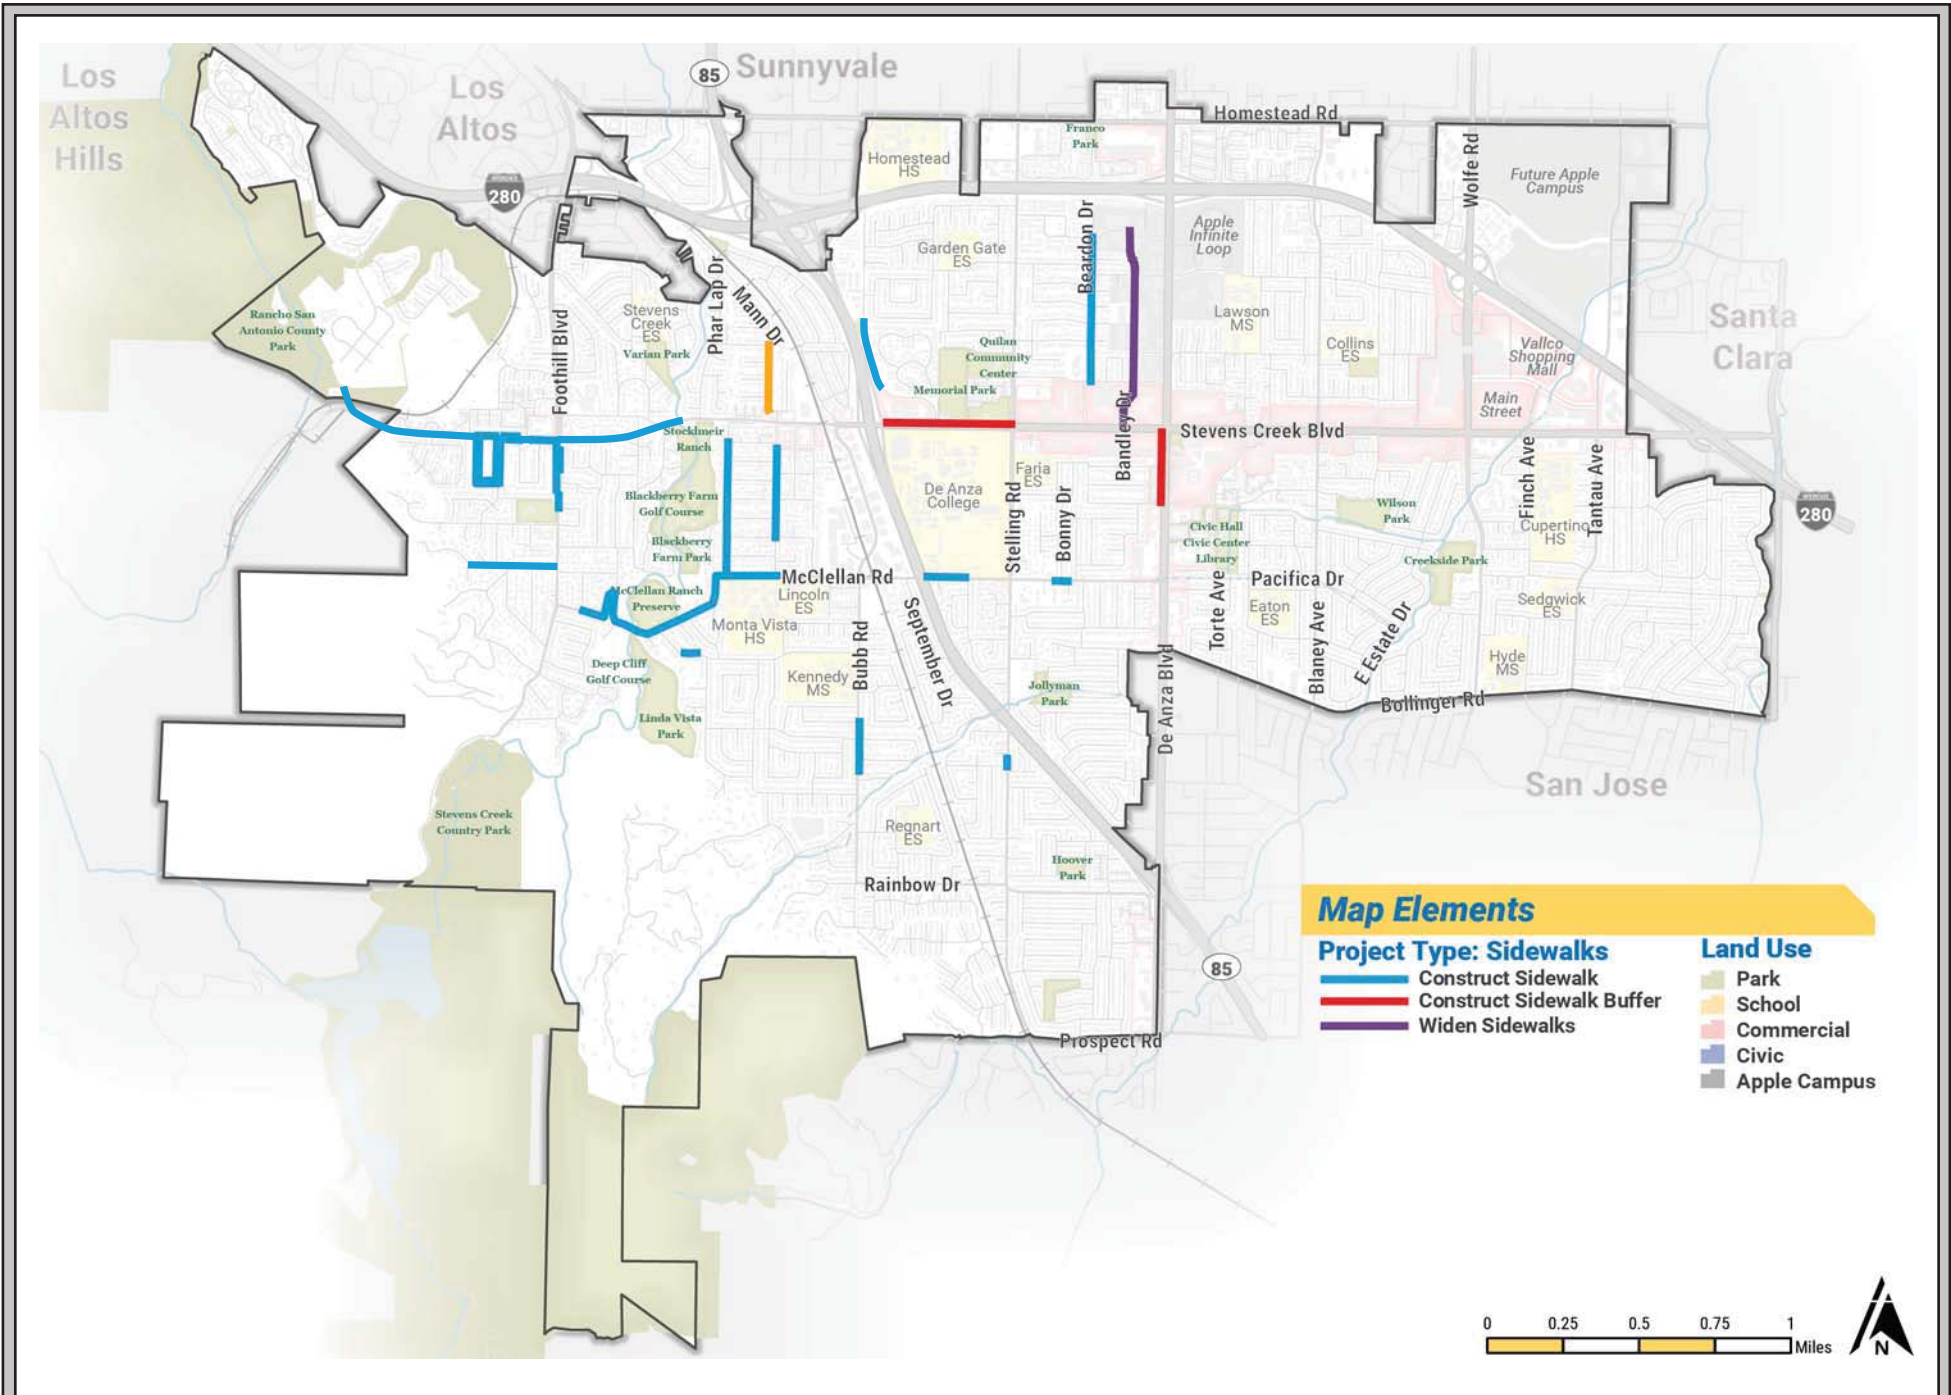 Los
Altos
Hills
Los
Altos
85
Sunnyvale
280
Homestead Rd
Franco
Park
Homestead
HS
Wolfe Rd
Future Apple
Campus
Apple
Infinite
Loop
Garden Gate
ES
Beardon Dr
Phar Lap Dr
Mann Dr
Rancho San
Antonio County
Park
Foothill Blvd
Stevens
Creek
ES
Varian Park
Lawson
MS
Collins
ES
Quilan
Community
Center
Memorial Park
Vallco
Shopping
Mall
Main
Street
Santa
Clara
Bandley Dr
Stevens Creek Blvd
Stocklmeir
Ranch
Faria
ES
De Anza
College
Stelling Rd
Bonny Dr
Blackberry Farm
Golf Course
Blackberry
Farm Park
Wilson
Park
Finch Ave
Tantau Ave
Cupertino
HS
280
Civic Hall
Civic Center
Library
Creekside Park
McClellan Rd
McClellan Ranch
Preserve
Lincoln
ES
Monta Vista
HS
Pacifica Dr
Eaton
ES
Torte Ave
Blaney Ave
E Estate Dr
Sedgwick
ES
Hyde
MS
Bubb Rd
September Dr
Deep Cliff
Golf Course
Kennedy
MS
Linda Vista
Park
Jollyman
Park
De Anza Blvd
Bollinger Rd
San Jose
Stevens Creek
Country Park
Regnart
ES
Hoover
Park
Rainbow Dr
85
Prospect Rd
Map Elements
Project Type: Sidewalks
Construct Sidewalk
Construct Sidewalk Buffer
Widen Sidewalks
Land Use
Park
School
Commercial
Civic
Apple Campus
0 0.25 0.5 0.75 1
Miles
N